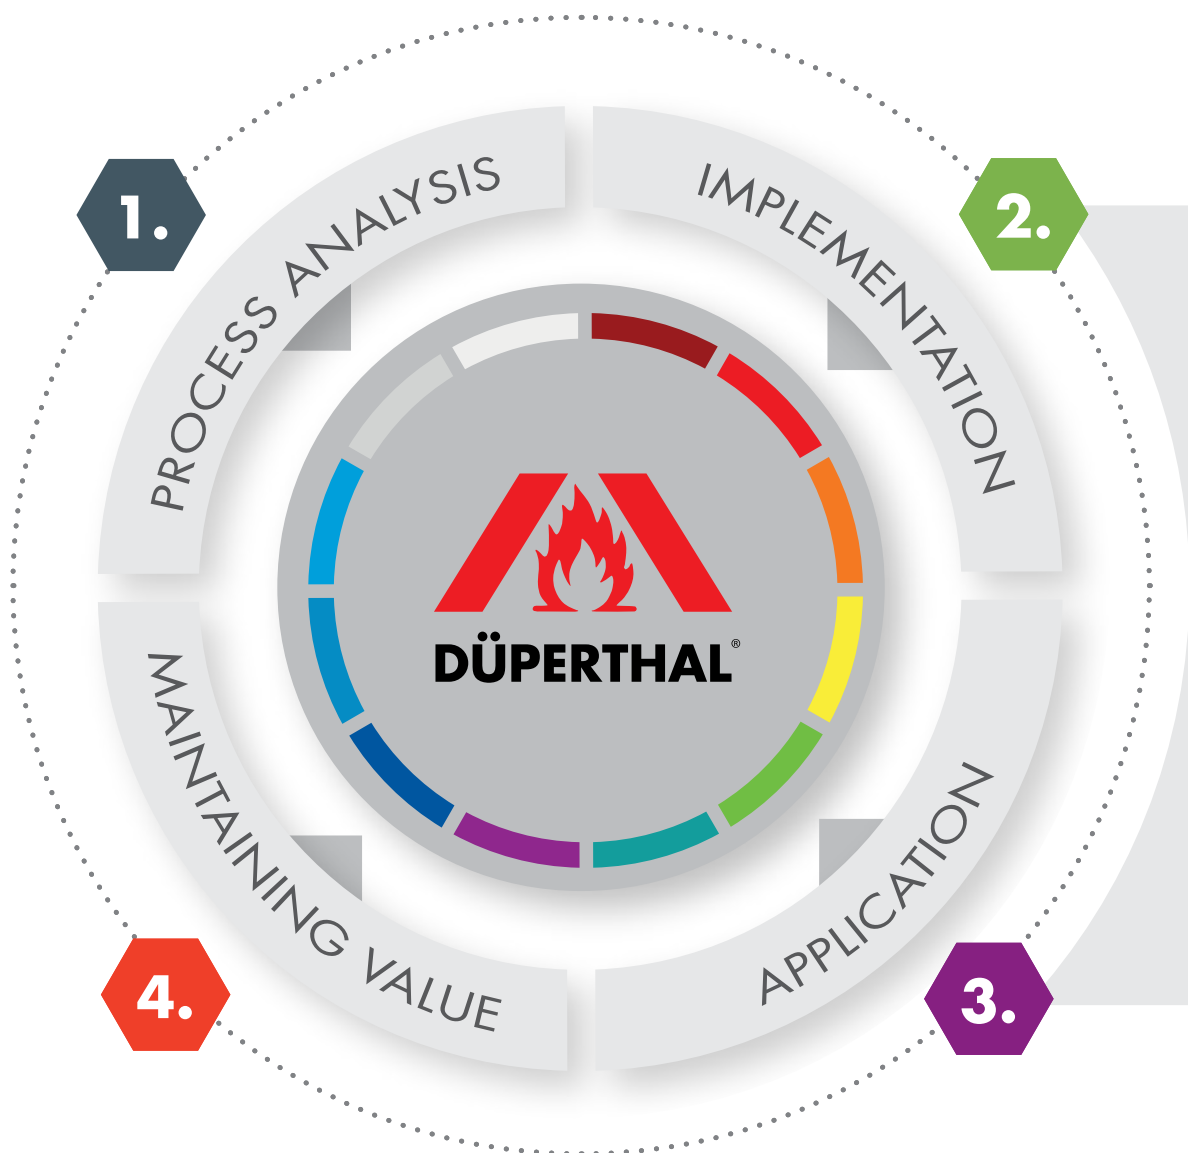 1.
PROCESS ANALYSIS
2.
IMPLEMENTATION
DÜPERTHAL®
3.
APPLICATION
4.
MAINTAINING VALUE